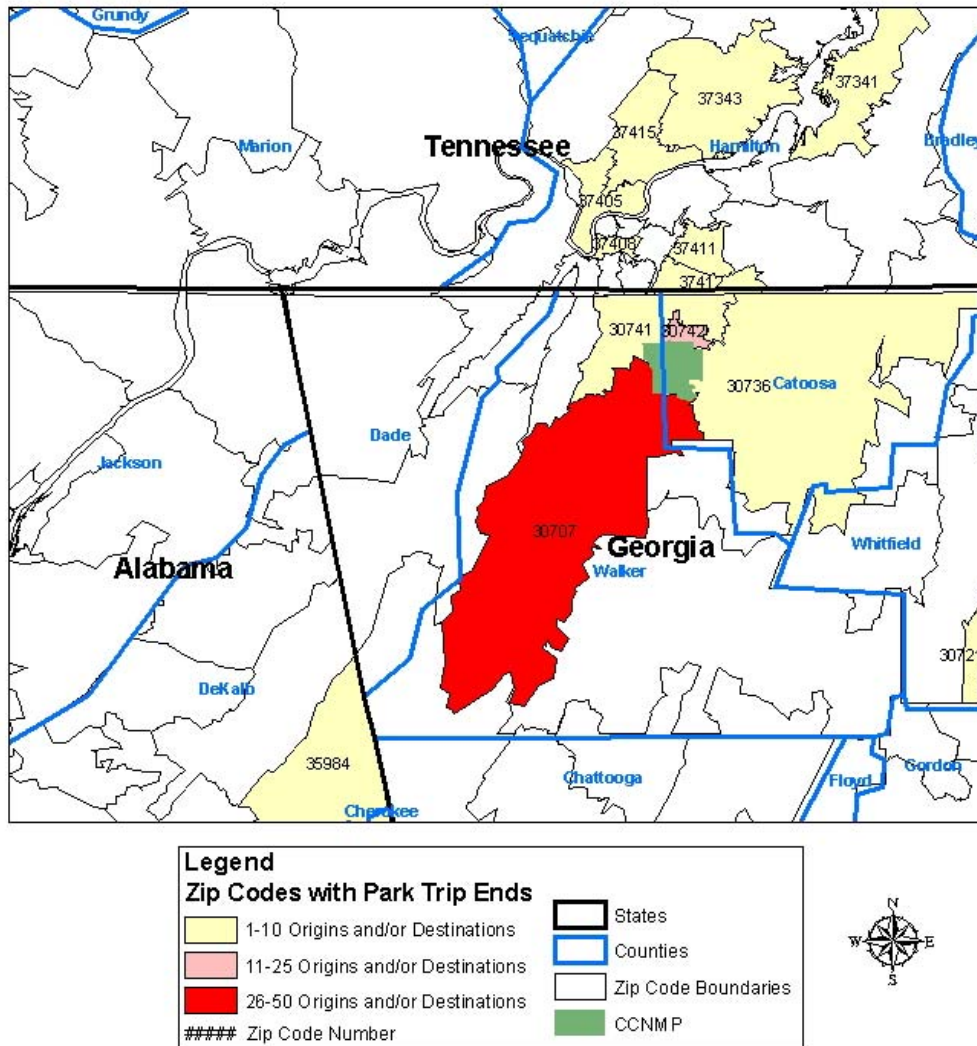 Grundy
Sequatchie
37341
37343
37415
Tennessee
Marion
Hamilton
Bradley
37405
37408
37411
37412
30741
30742
30736
Catoosa
Dade
Jackson
30707
Georgia
Whitfield
Alabama
Walker
30721
DeKalb
35984
Chattooga
Floyd
Gordon
Cherokee
Legend
Zip Codes with Park Trip Ends
1-10 Origins and/or Destinations
11-25 Origins and/or Destinations
26-50 Origins and/or Destinations
##### Zip Code Number
States
Counties
Zip Code Boundaries
CCNMP
N
W
E
S